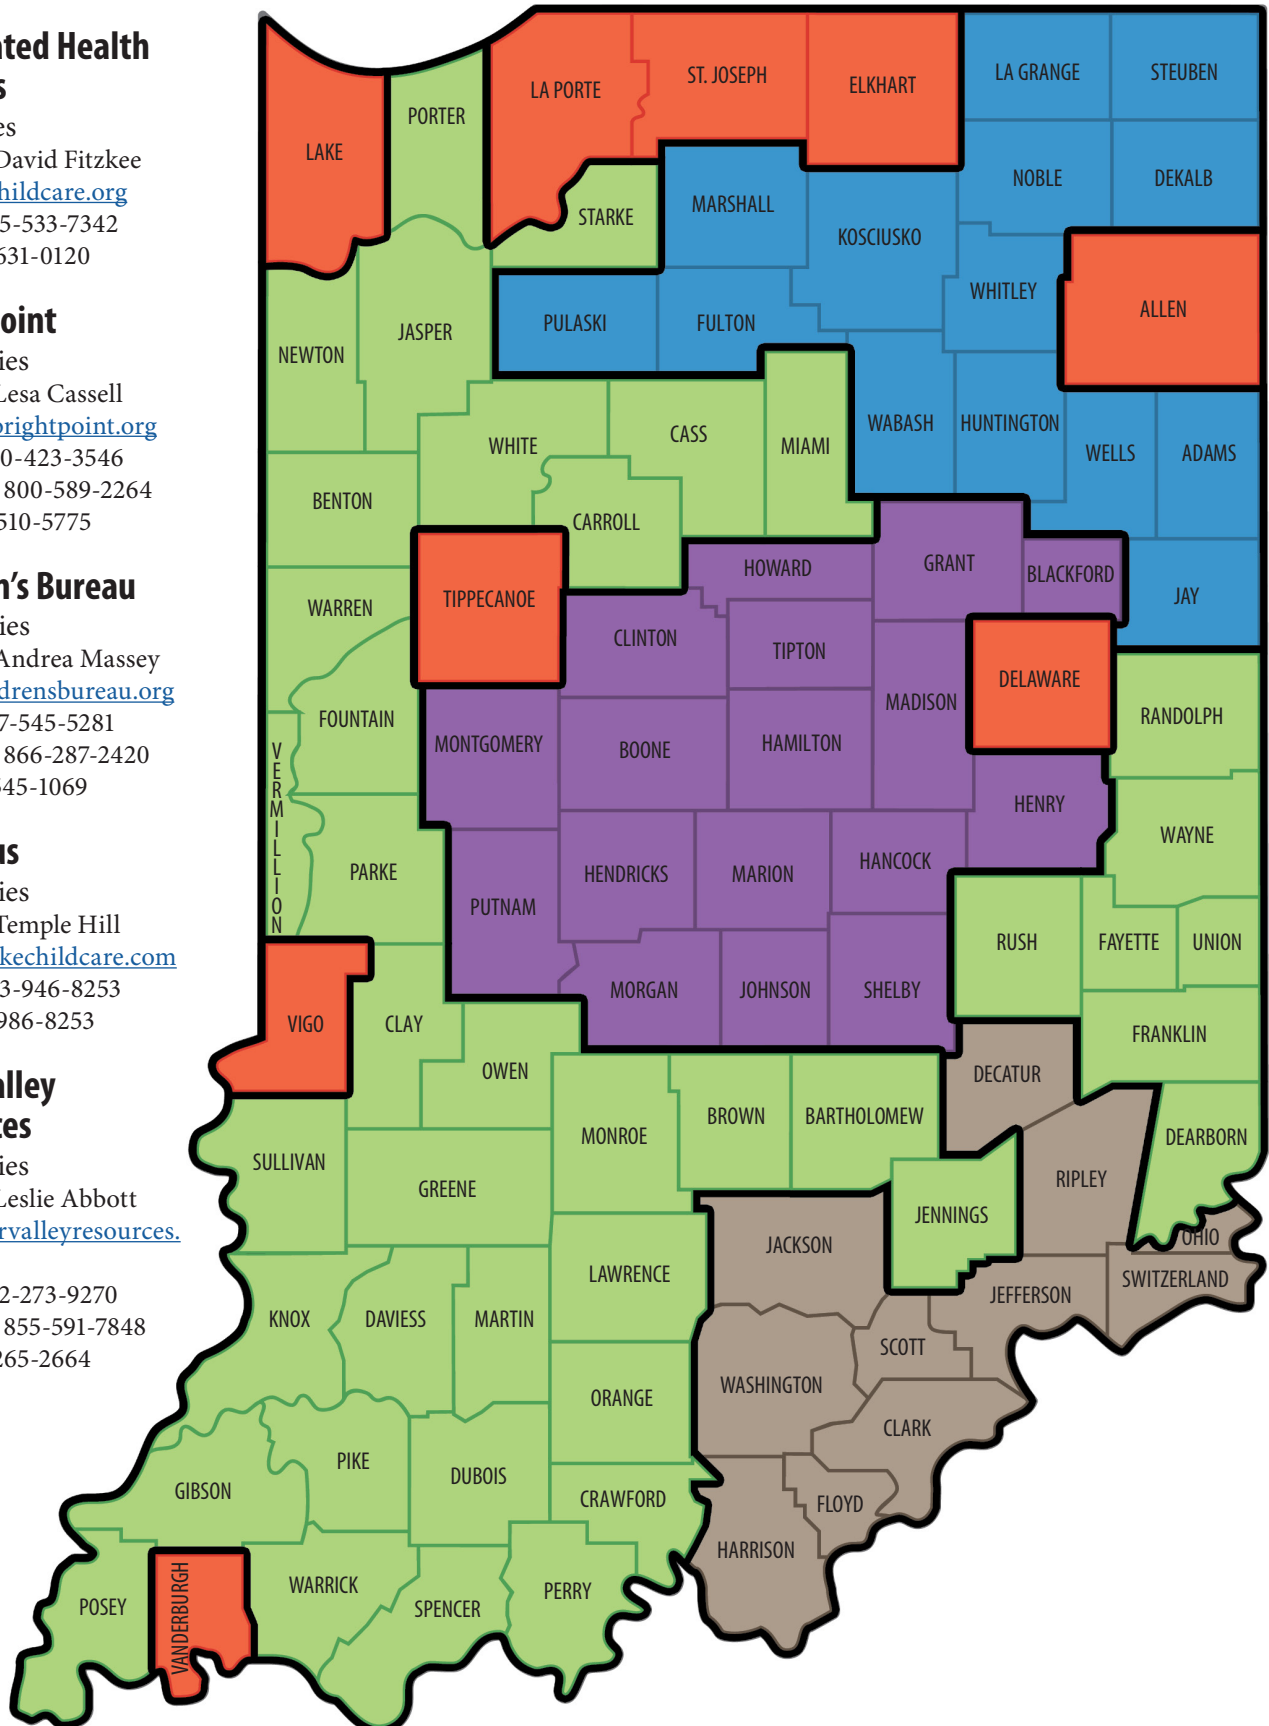 ated Health
s
es
David Fitzkee
childcare.org
5-533-7342
631-0120
oint
ies
Lesa Cassell
brightpoint.org
0-423-3546
800-589-2264
510-5775
n's Bureau
ies
Andrea Massey
drensbureau.org
7-545-5281
866-287-2420
545-1069
us
ies
Temple Hill
kechildcare.com
3-946-8253
986-8253
alley
ces
ies
Leslie Abbott
rvalleyresources.
2-273-9270
855-591-7848
265-2664
LAKE
PORTER
LA PORTE
ST. JOSEPH
ELKHART
LA GRANGE
STEUBEN
STARKE
MARSHALL
KOSCIUSKO
NOBLE
DEKALB
NEWTON
JASPER
PULASKI
FULTON
WHITLEY
ALLEN
WHITE
CASS
MIAMI
WABASH
HUNTINGTON
WELLS
ADAMS
BENTON
CARROLL
WARREN
TIPPECANOE
HOWARD
GRANT
BLACKFORD
JAY
CLINTON
TIPTON
MADISON
DELAWARE
RANDOLPH
FOUNTAIN
VERMILLION
MONTGOMERY
BOONE
HAMILTON
HENRY
WAYNE
PARKE
PUTNAM
HENDRICKS
MARION
HANCOCK
RUSH
FAYETTE
UNION
MORGAN
JOHNSON
SHELBY
VIGO
CLAY
OWEN
FRANKLIN
DECATUR
SULLIVAN
GREENE
MONROE
BROWN
BARTHOLOMEW
DEARBORN
JENNINGS
RIPLEY
OHIO
KNOX
DAVIESS
MARTIN
LAWRENCE
JACKSON
JEFFERSON
SWITZERLAND
SCOTT
ORANGE
WASHINGTON
CLARK
GIBSON
PIKE
DUBOIS
CRAWFORD
FLOYD
HARRISON
POSEY
VANDERBURGH
WARRICK
SPENCER
PERRY